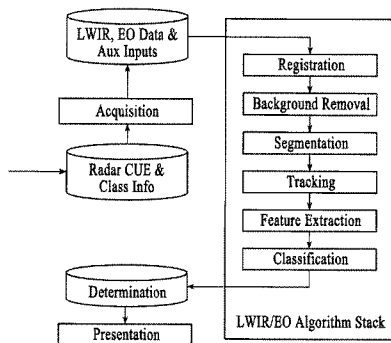 LWIR, EO Data &
Aux Inputs
Acquisition
Radar CUE &
Class Info
Registration
Background Removal
Segmentation
Tracking
Feature Extraction
Classification
LWIR/EO Algorithm Stack
Determination
Presentation